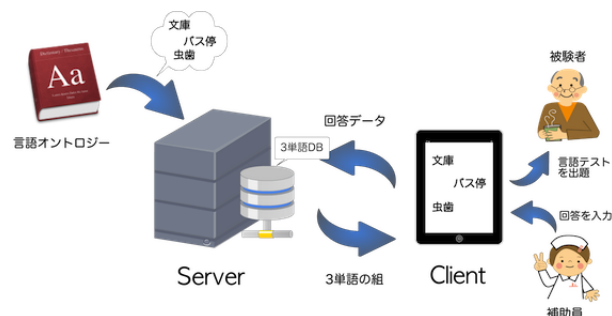 文庫
バス停
虫歯
Aa
言語オントロジー
3単語DB
Server
回答データ
3単語の組
文庫
バス停
虫歯
Client
被験者
言語テスト
を出題
回答を入力
補助員